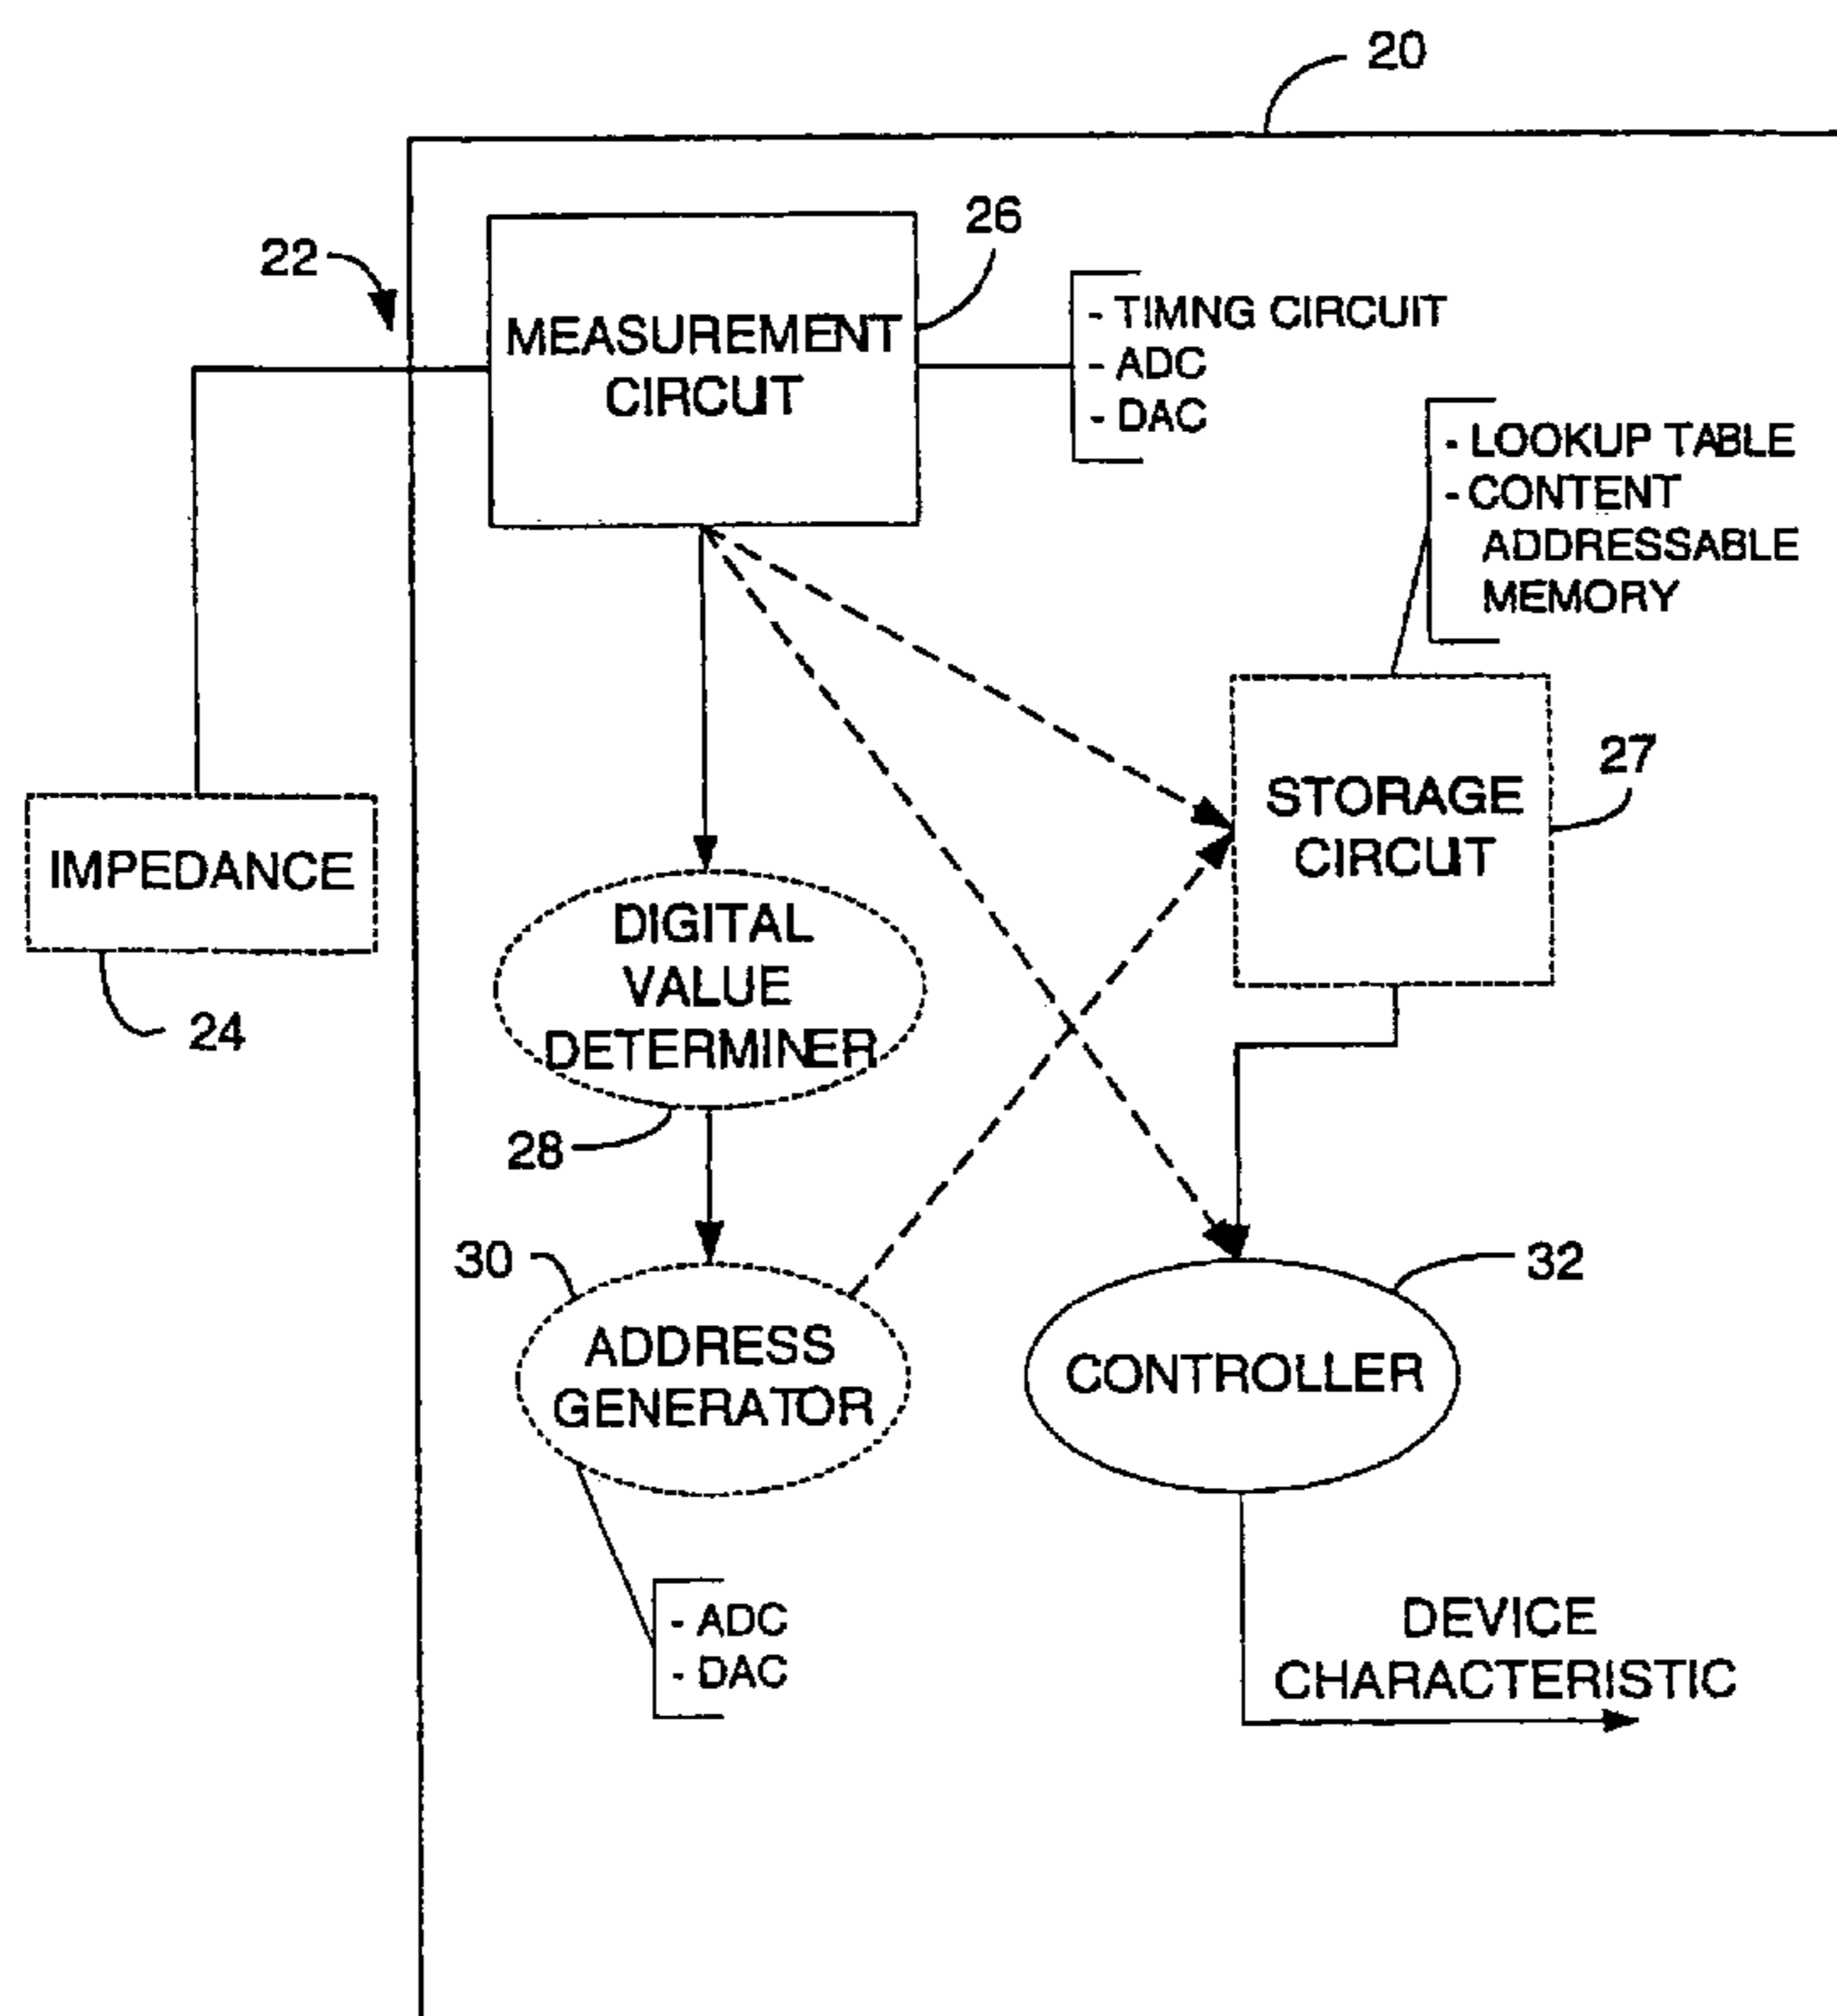 20
26
22
MEASUREMENT
CIRCUIT
- TIMNG CIRCUIT
- ADC
- DAC
- LOOKUP TABLE
- CONTENT
ADDRESSABLE
MEMORY
27
STORAGE
CIRCUIT
IMPEDANCE
24
DIGITAL
VALUE
DETERMINER
28
30
32
ADDRESS
GENERATOR
CONTROLLER
- ADC
- DAC
DEVICE
CHARACTERISTIC